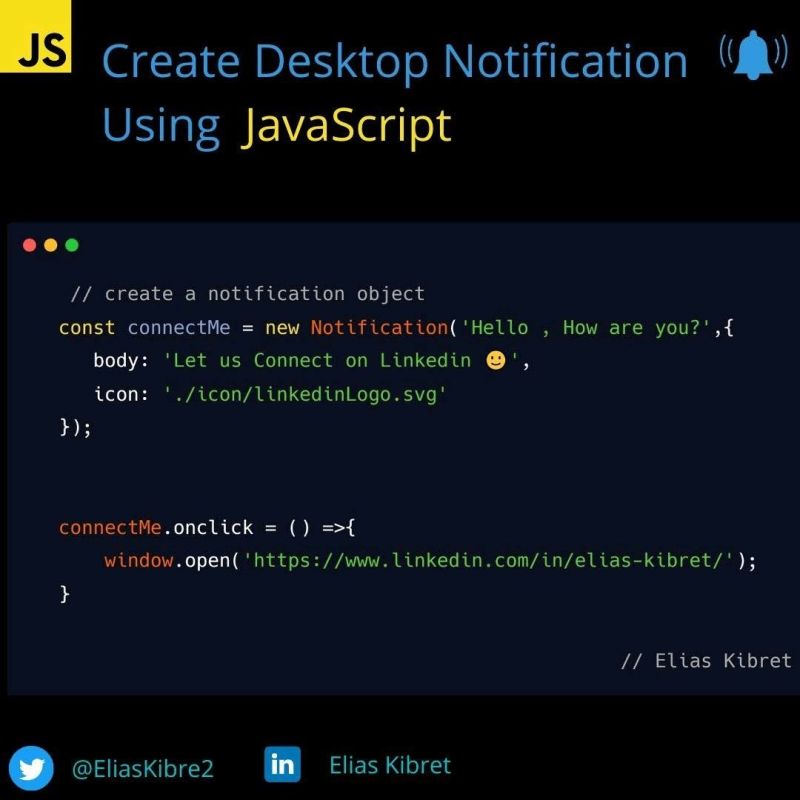 JS
Create Desktop Notification
Using JavaScript
// create a notification object
const connectMe = new Notification('Hello , How are you?',{
body: 'Let us Connect on Linkedin 🙂',
icon: './icon/linkedinLogo.svg'
});
connectMe.onclick = () =>{
window.open('https://www.linkedin.com/in/elias-kibret/');
}
// Elias Kibret
@EliasKibre2
in
Elias Kibret